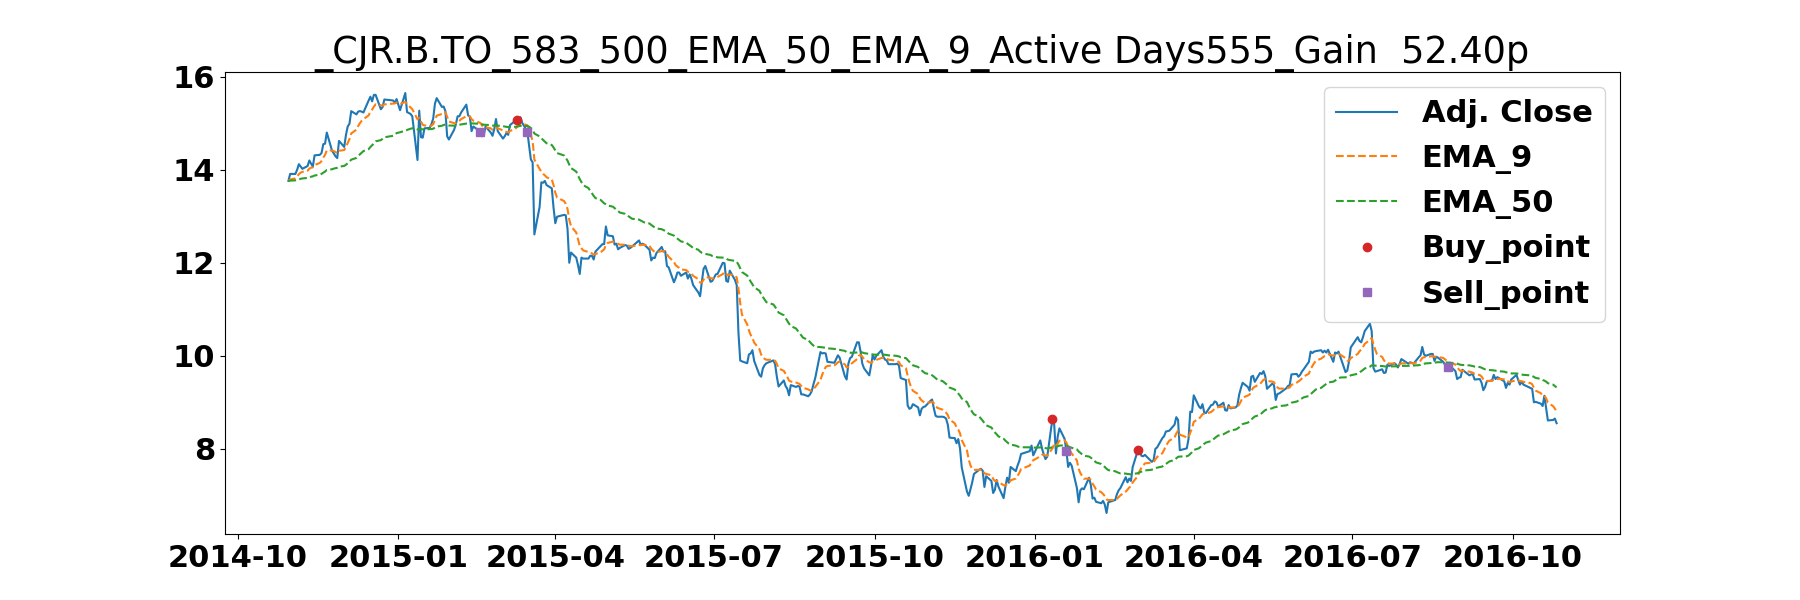 _CJR.B.TO_583_500_EMA_50_EMA_9_Active Days555_Gain  52.40p
16
14
12
10
8
Adj. Close
EMA_9
EMA_50
Buy_point
Sell_point
2014-10 2015-01 2015-04 2015-07 2015-10 2016-01 2016-04 2016-07 2016-10